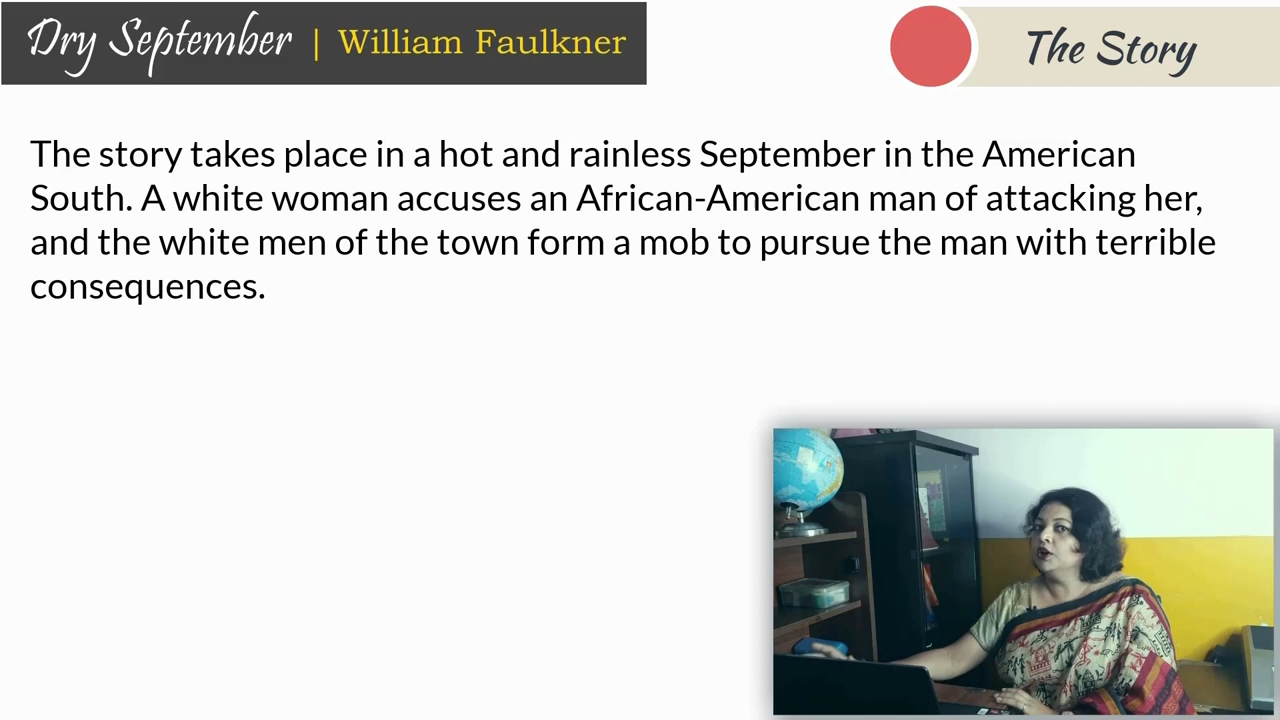 Dry September | William Faulkner
The Story
The story takes place in a hot and rainless September in the American
South. A white woman accuses an African-American man of attacking her,
and the white men of the town form a mob to pursue the man with terrible
consequences.